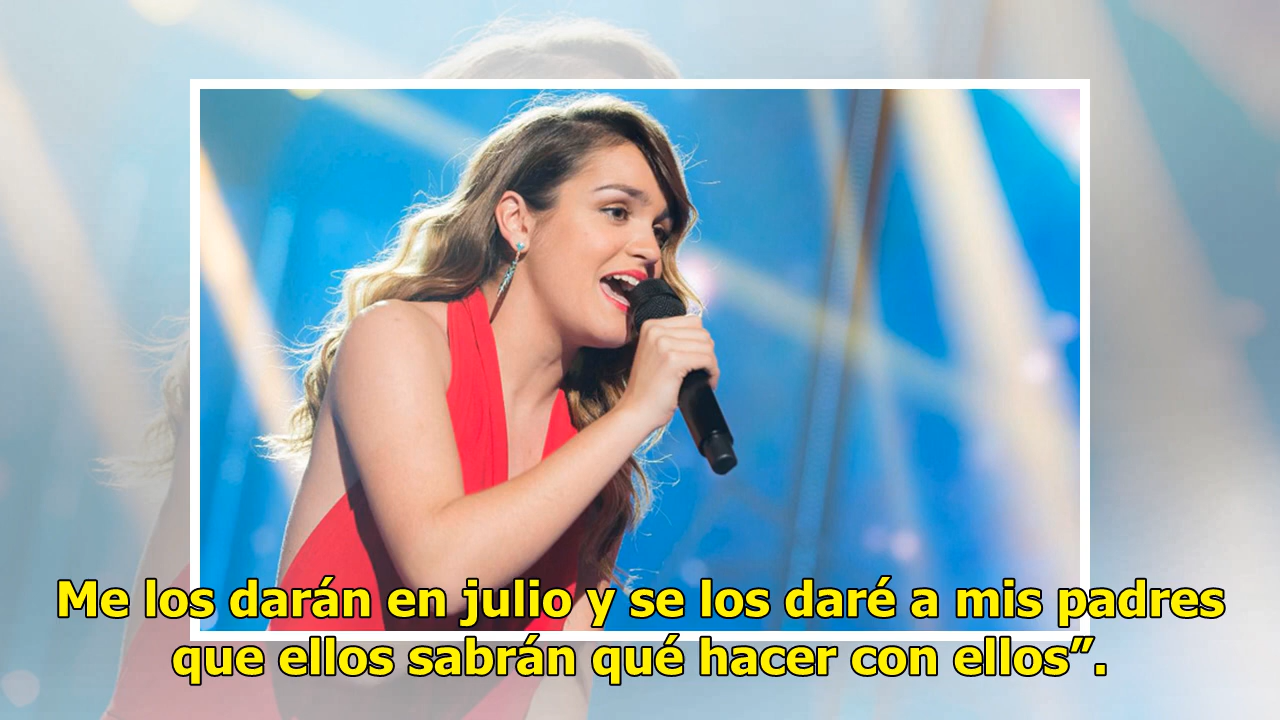 Me los darán en julio y se los daré a mis padres
que ellos sabrán qué hacer con ellos”.